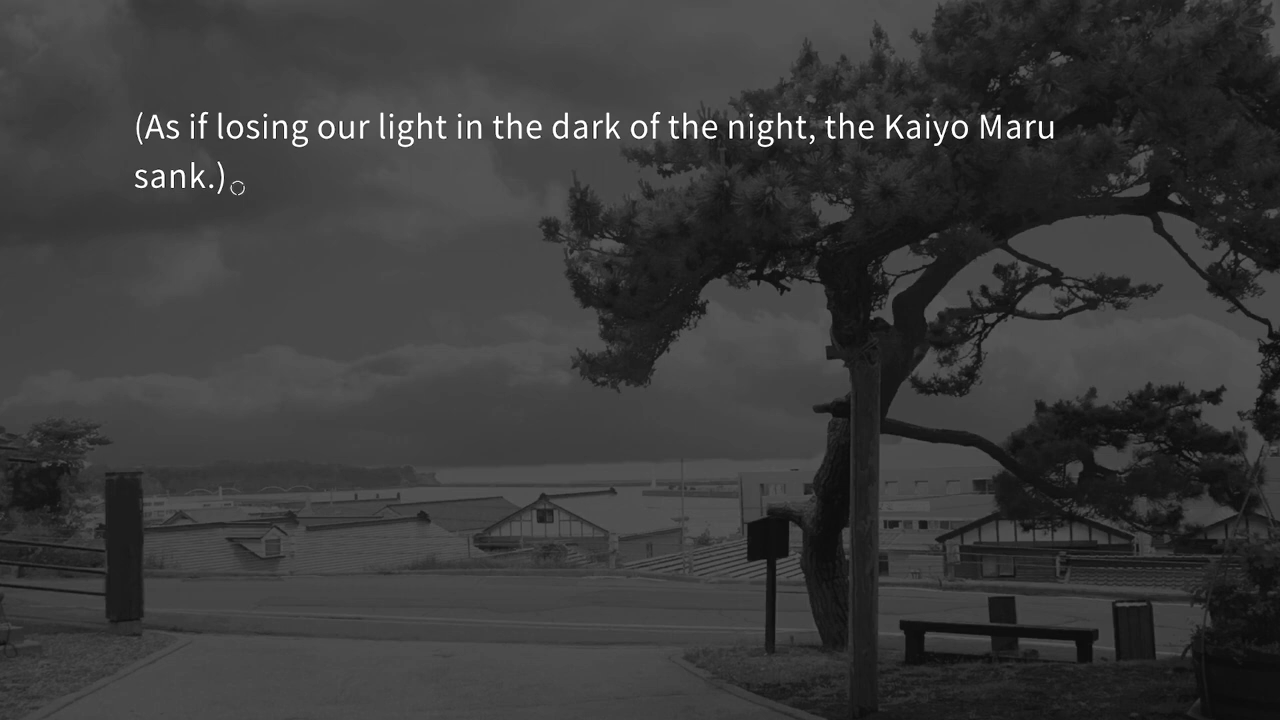 (As if losing our light in the dark of the night, the Kaiyo Maru
sank.)